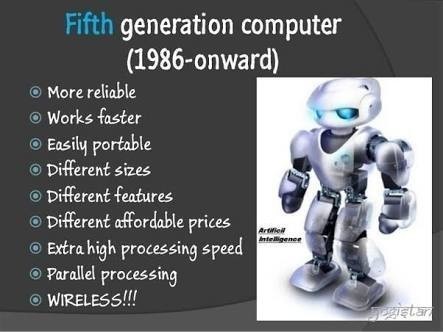 Fifth generation computer
(1986-onward)
More reliable
Works faster
Easily portable
Different sizes
Different features
Different affordable prices
Extra high processing speed
Parallel processing
WIRELESS!!!
Artificil
Intelligence
yogistan